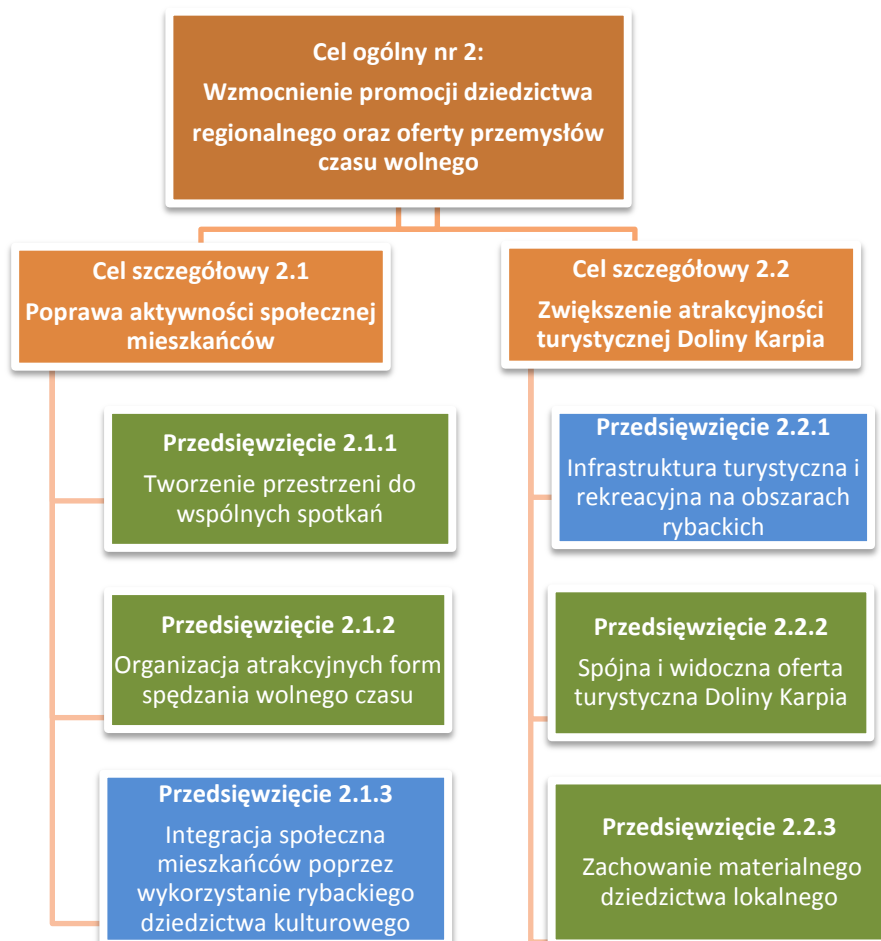 Cel ogólny nr 2:
Wzmocnienie promocji dziedzictwa
regionalnego oraz oferty przemysłów
czasu wolnego
Cel szczegółowy 2.1
Poprawa aktywności społecznej
mieszkańców
Przedsięwzięcie 2.1.1
Tworzenie przestrzeni do
wspólnych spotkań
Przedsięwzięcie 2.1.2
Organizacja atrakcyjnych form
spędzania wolnego czasu
Przedsięwzięcie 2.1.3
Integracja społeczna
mieszkańców poprzez
wykorzystanie rybackiego
dziedzictwa kulturowego
Cel szczegółowy 2.2
Zwiększenie atrakcyjności
turystycznej Doliny Karpia
Przedsięwzięcie 2.2.1
Infrastruktura turystyczna i
rekreacyjna na obszarach
rybackich
Przedsięwzięcie 2.2.2
Spójna i widoczna oferta
turystyczna Doliny Karpia
Przedsięwzięcie 2.2.3
Zachowanie materialnego
dziedzictwa lokalnego